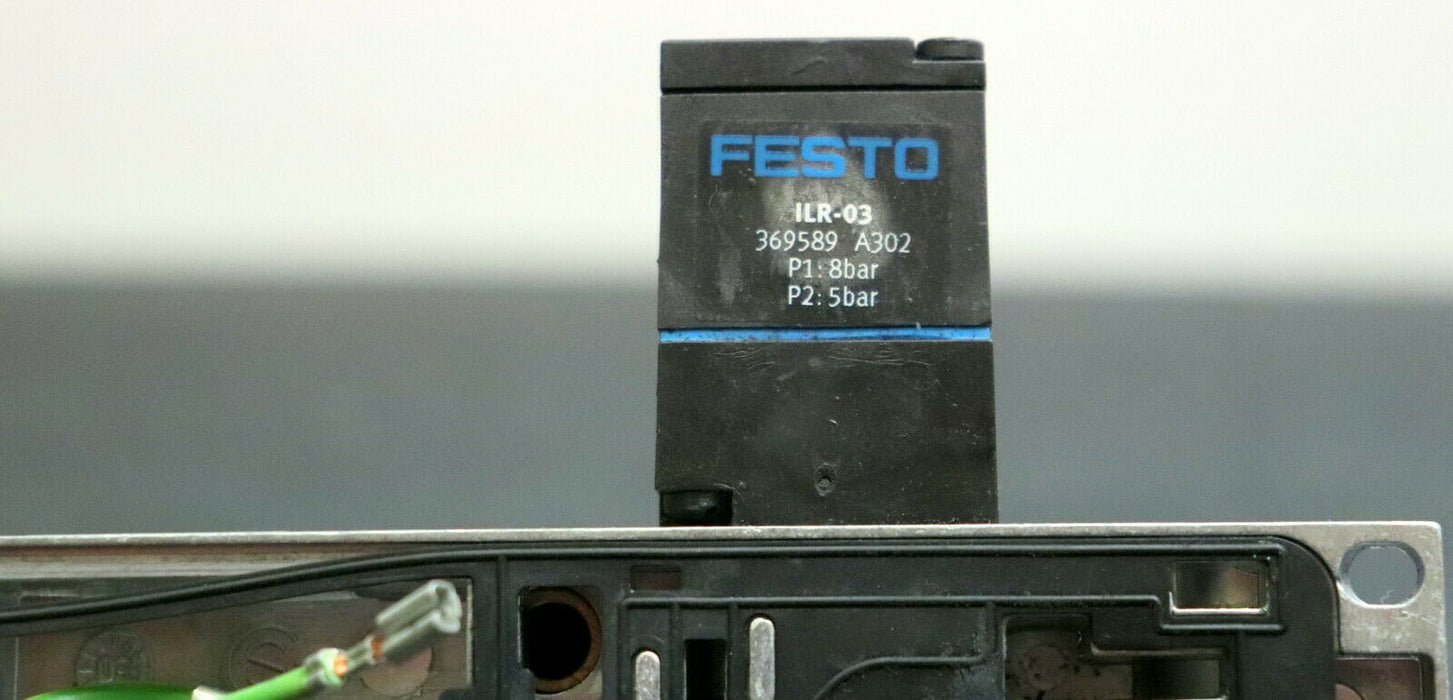 FESTO
ILR-03
369589 A302
P1: 8bar
P2: 5bar